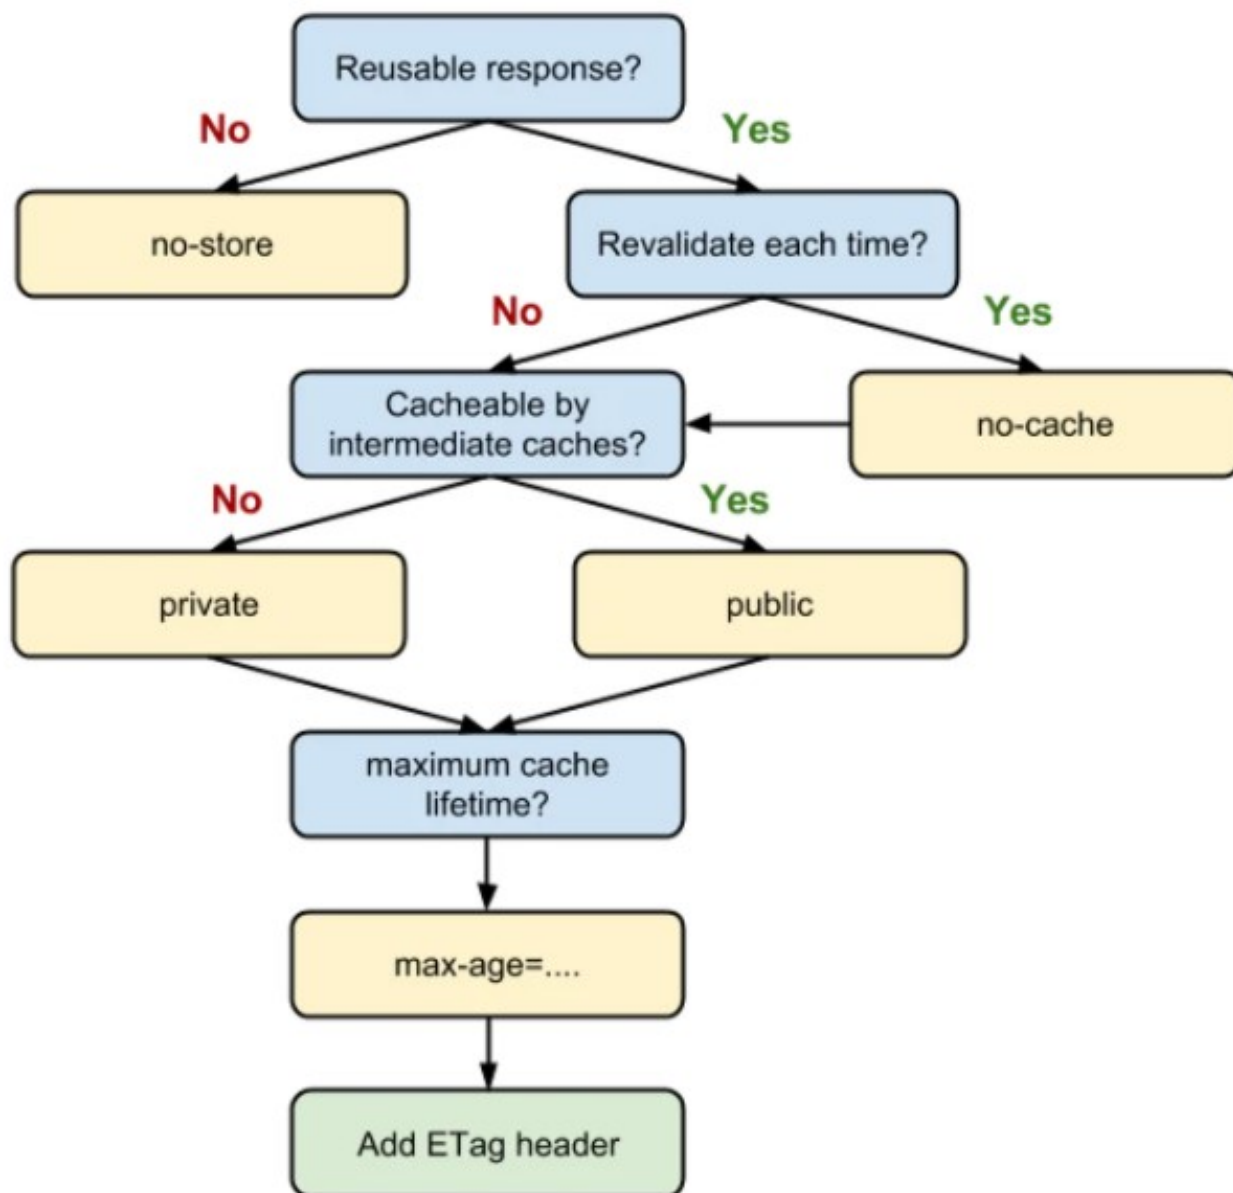 Reusable response?
No
Yes
no-store
Revalidate each time?
No
Yes
Cacheable by
intermediate caches?
no-cache
No
Yes
private
public
maximum cache
lifetime?
max-age=....
Add ETag header